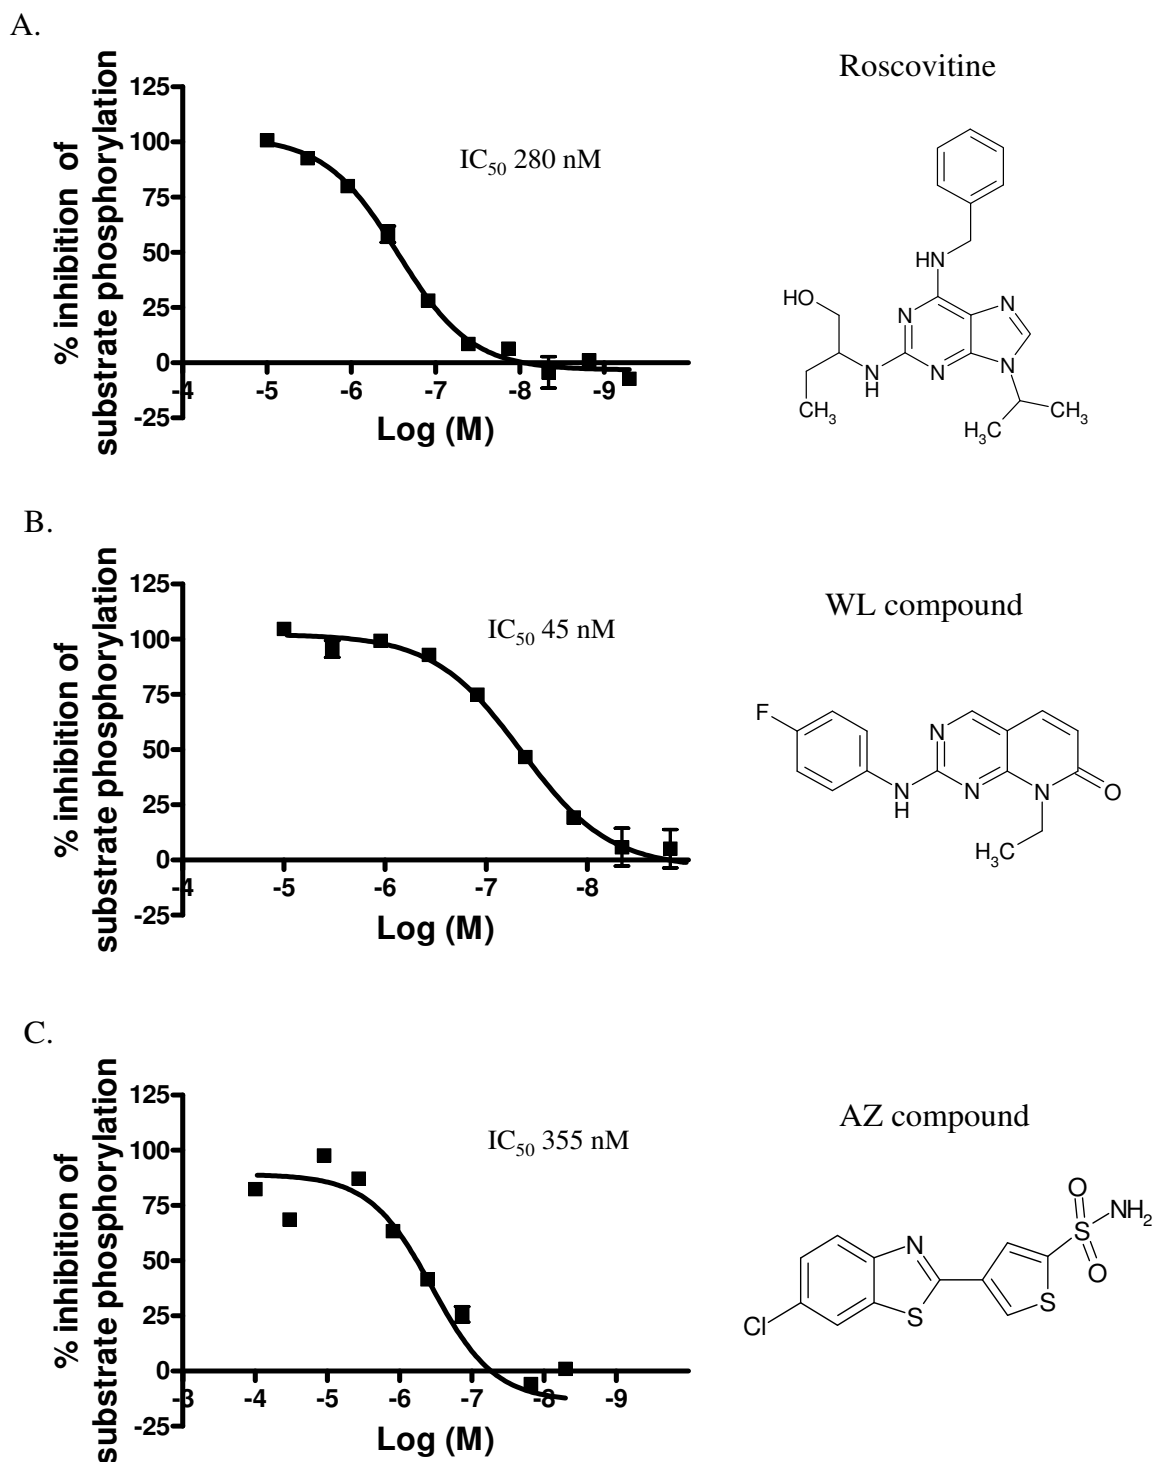 A.
Roscovitine
% inhibition of
substrate phosphorylation
125
100
75
50
25
0
-25
-4 -5 -6 -7 -8 -9
Log (M)
IC50 280 nM
HN
HO
N
N
N
N
N
H
CH3
H3C
CH3
B.
WL compound
% inhibition of
substrate phosphorylation
125
100
75
50
25
0
-25
-4 -5 -6 -7 -8
Log (M)
IC50 45 nM
F
N
N
H
N
N
O
H3C
C.
AZ compound
% inhibition of
substrate phosphorylation
125
100
75
50
25
0
-25
-3 -4 -5 -6 -7 -8 -9
Log (M)
IC50 355 nM
O
S
NH2
O
N
S
S
Cl